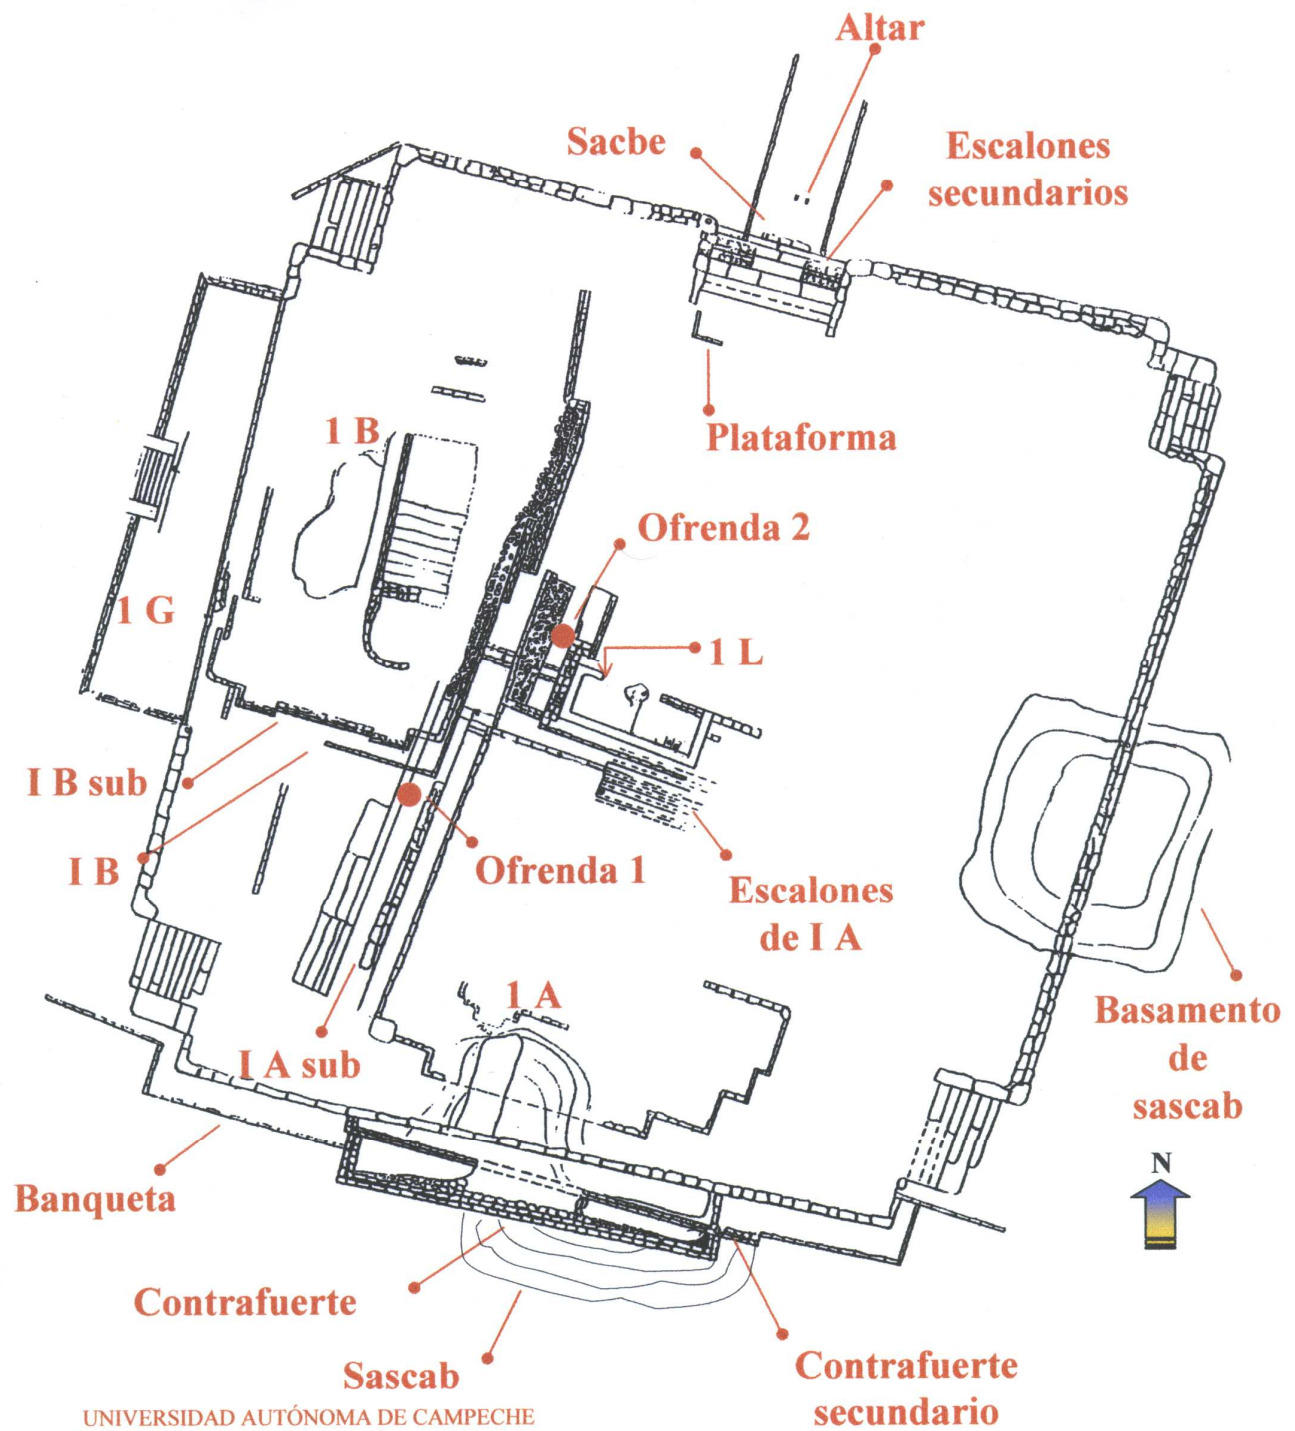 Altar
Sacbe
Escalones
secundarios
1 B
Plataforma
Ofrenda 2
1 G
1 L
I B sub
I B
Ofrenda 1
Escalones
de I A
1 A
I A sub
Basamento
de
sascab
N
Banqueta
Contrafuerte
Sascab
Contrafuerte
secundario
UNIVERSIDAD AUTÓNOMA DE CAMPECHE